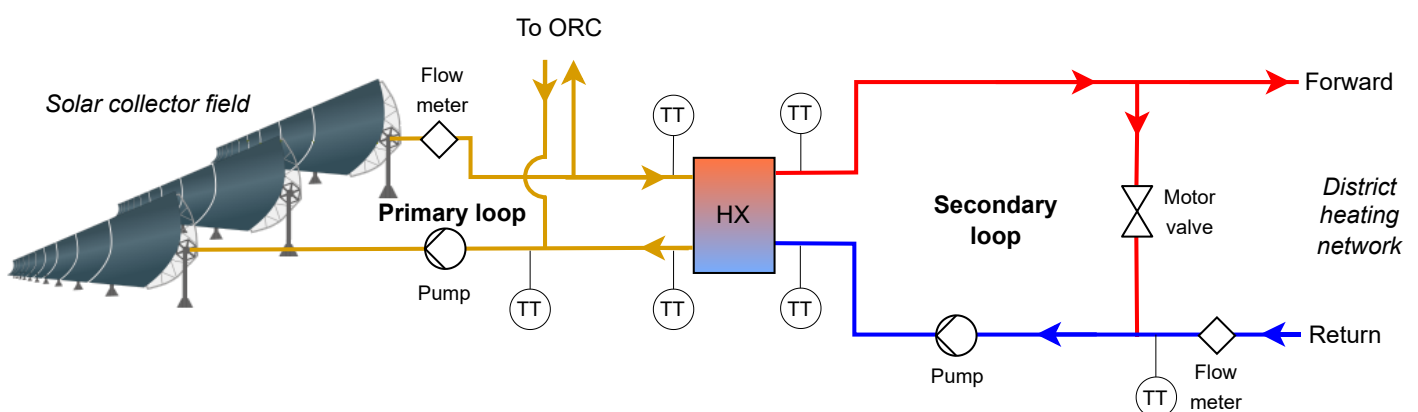 To ORC
Flow
meter
Solar collector field
TT
TT
Forward
Primary loop
HX
Secondary
loop
Motor
valve
District
heating
network
Pump
TT
TT
TT
Pump
Return
TT
Flow
meter